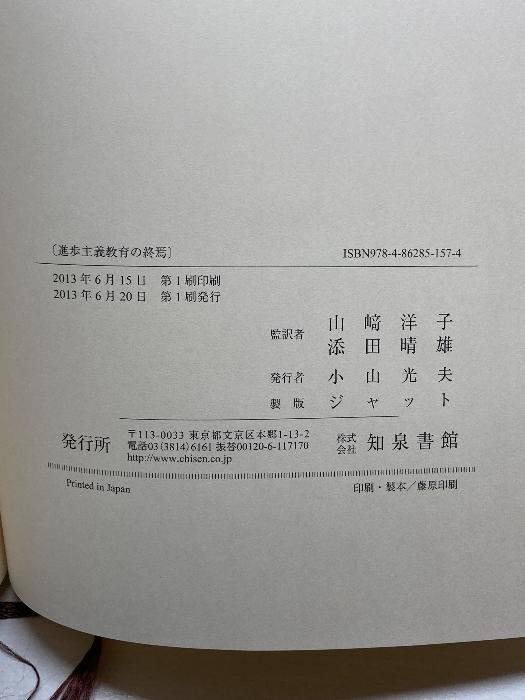 〔進歩主義教育の終焉〕 ISBN978-4-86285-157-4
2013年6月15日 第1刷印刷
2013年6月20日 第1刷発行
監訳者 山﨑洋子
添田晴雄
発行者 小山光夫
製版 ジャット
発行所 〒113-0033 東京都文京区本郷1-13-2
電話03(3814)6161 振替00120-6-117170
http://www.chisen.co.jp
株式会社 知泉書館
Printed in Japan 印刷・製本／藤原印刷